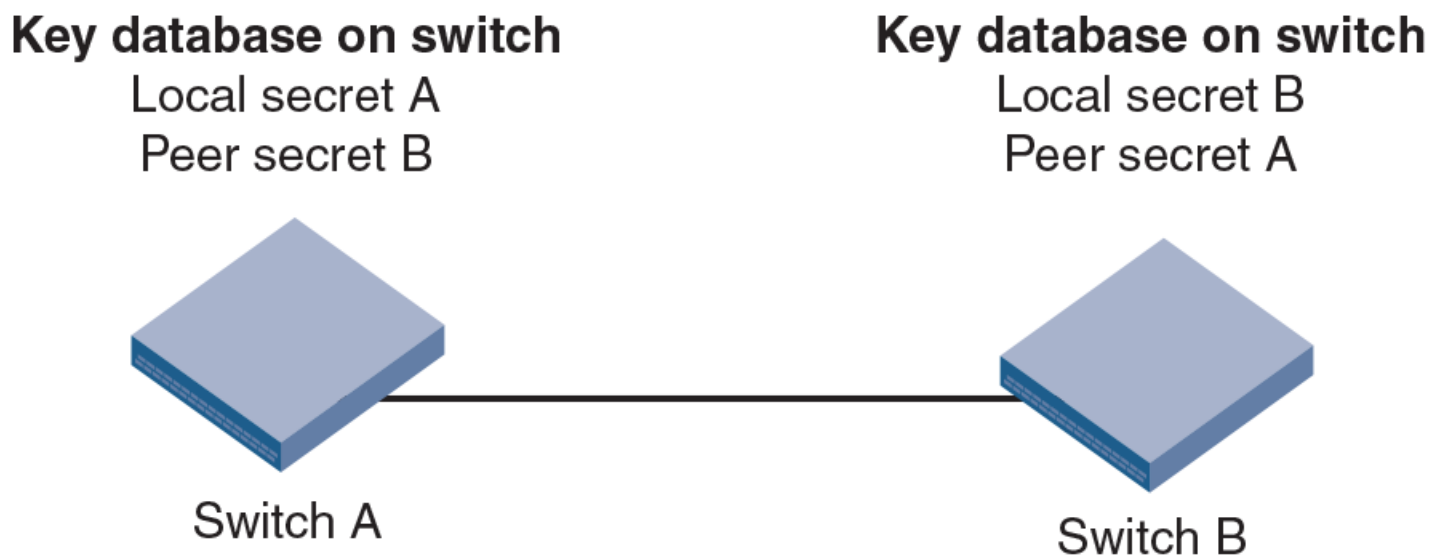 Key database on switch
Local secret A
Peer secret B
Key database on switch
Local secret B
Peer secret A
Switch A
Switch B